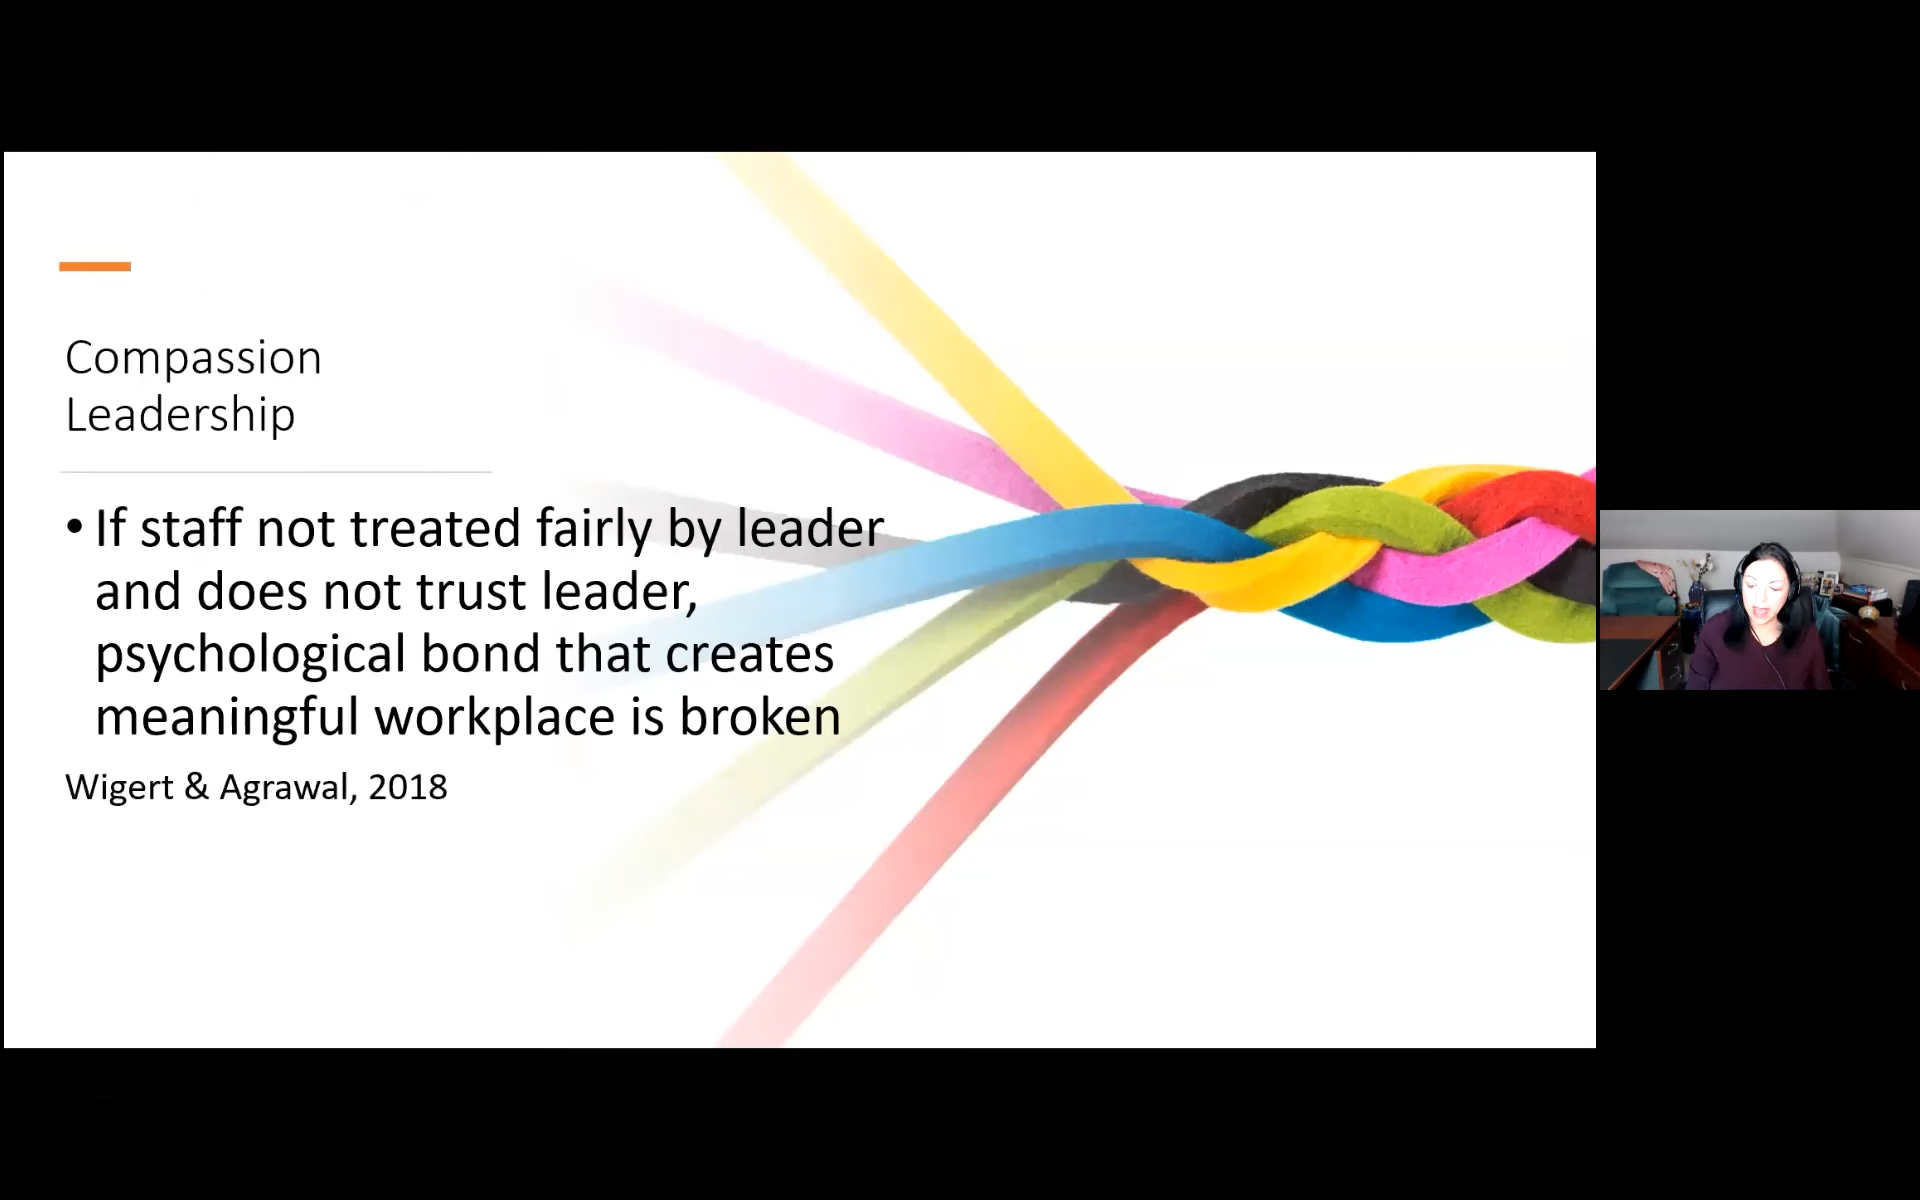 Compassion
Leadership
• If staff not treated fairly by leader
and does not trust leader,
psychological bond that creates
meaningful workplace is broken
Wigert & Agrawal, 2018